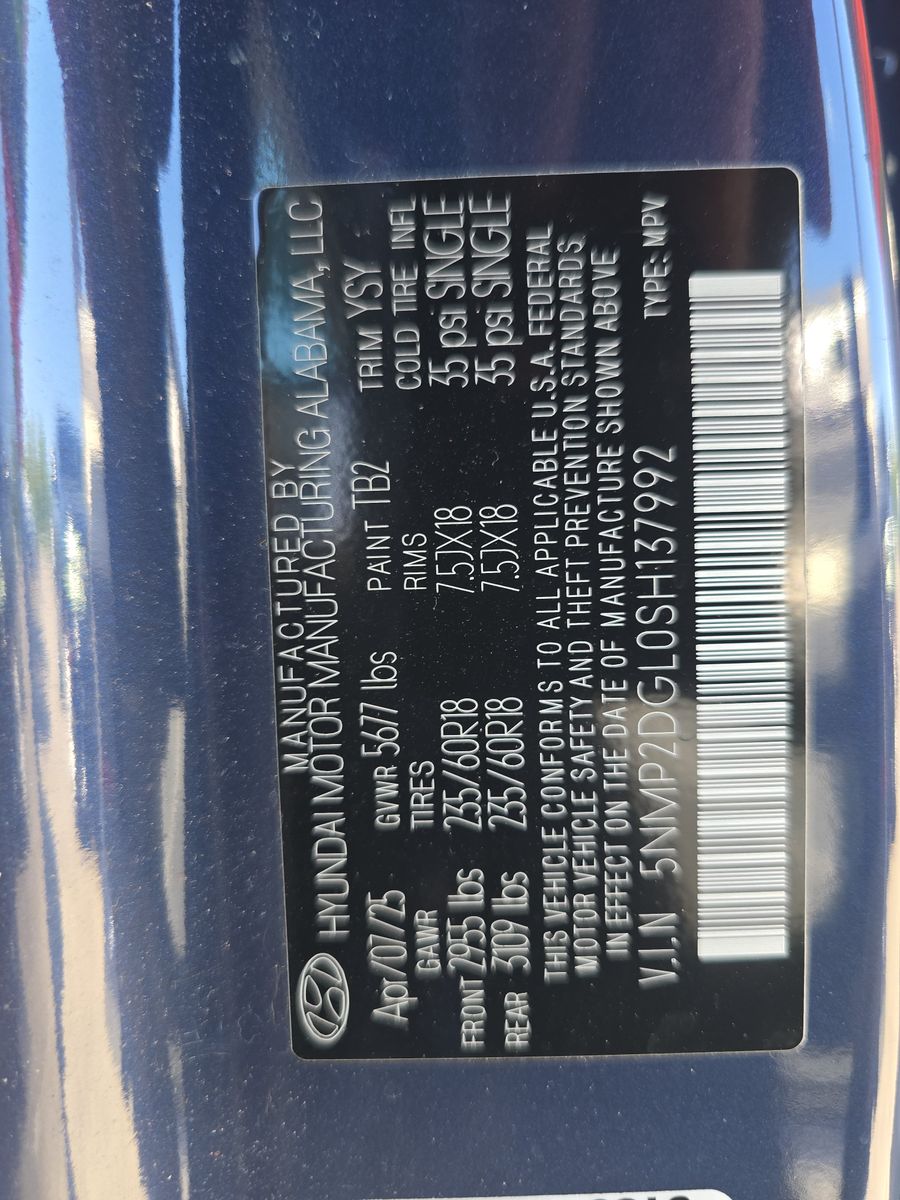 MANUFACTURED BY
HYUNDAI MOTOR MANUFACTURING ALABAMA, LLC
Apr/07/25 GVWR 5677 lbs PAINT TB2 TRIM YSY
GAWR TIRES RIMS COLD TIRE INFL
FRONT 2955 lbs 235/60R18 7.5JX18 35 psi SINGLE
REAR 3109 lbs 235/60R18 7.5JX18 35 psi SINGLE
THIS VEHICLE CONFORMS TO ALL APPLICABLE U.S.A. FEDERAL
MOTOR VEHICLE SAFETY AND THEFT PREVENTION STANDARDS
IN EFFECT ON THE DATE OF MANUFACTURE SHOWN ABOVE
V.I.N 5NMP2DGL0SH137992 TYPE: MPV